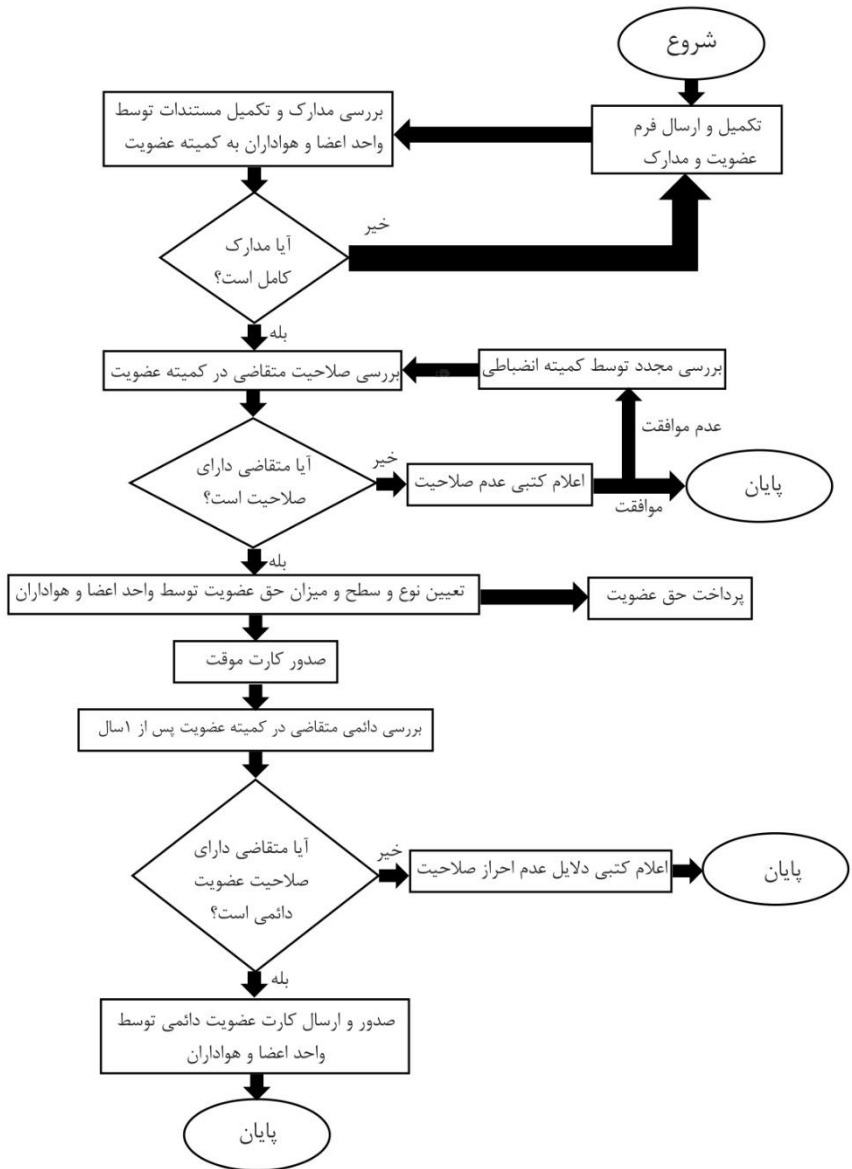 شروع
تکمیل و ارسال فرم
عضویت و مدارک
بررسی مدارک و تکمیل مستندات توسط
واحد اعضا و هواداران به کمیته عضویت
خیر
آیا مدارک
کامل است؟
بله
بررسی صلاحیت متقاضی در کمیته عضویت
بررسی مجدد توسط کمیته انضباطی
عدم موافقت
آیا متقاضی دارای
صلاحیت است؟
خیر
اعلام کتبی عدم صلاحیت
موافقت
پایان
بله
تعیین نوع و سطح و میزان حق عضویت توسط واحد اعضا و هواداران
پرداخت حق عضویت
صدور کارت موقت
بررسی دائمی متقاضی در کمیته عضویت پس از ۱سال
آیا متقاضی دارای
صلاحیت عضویت
دائمی است؟
خیر
اعلام کتبی دلایل عدم احراز صلاحیت
پایان
بله
صدور و ارسال کارت عضویت دائمی توسط
واحد اعضا و هواداران
پایان